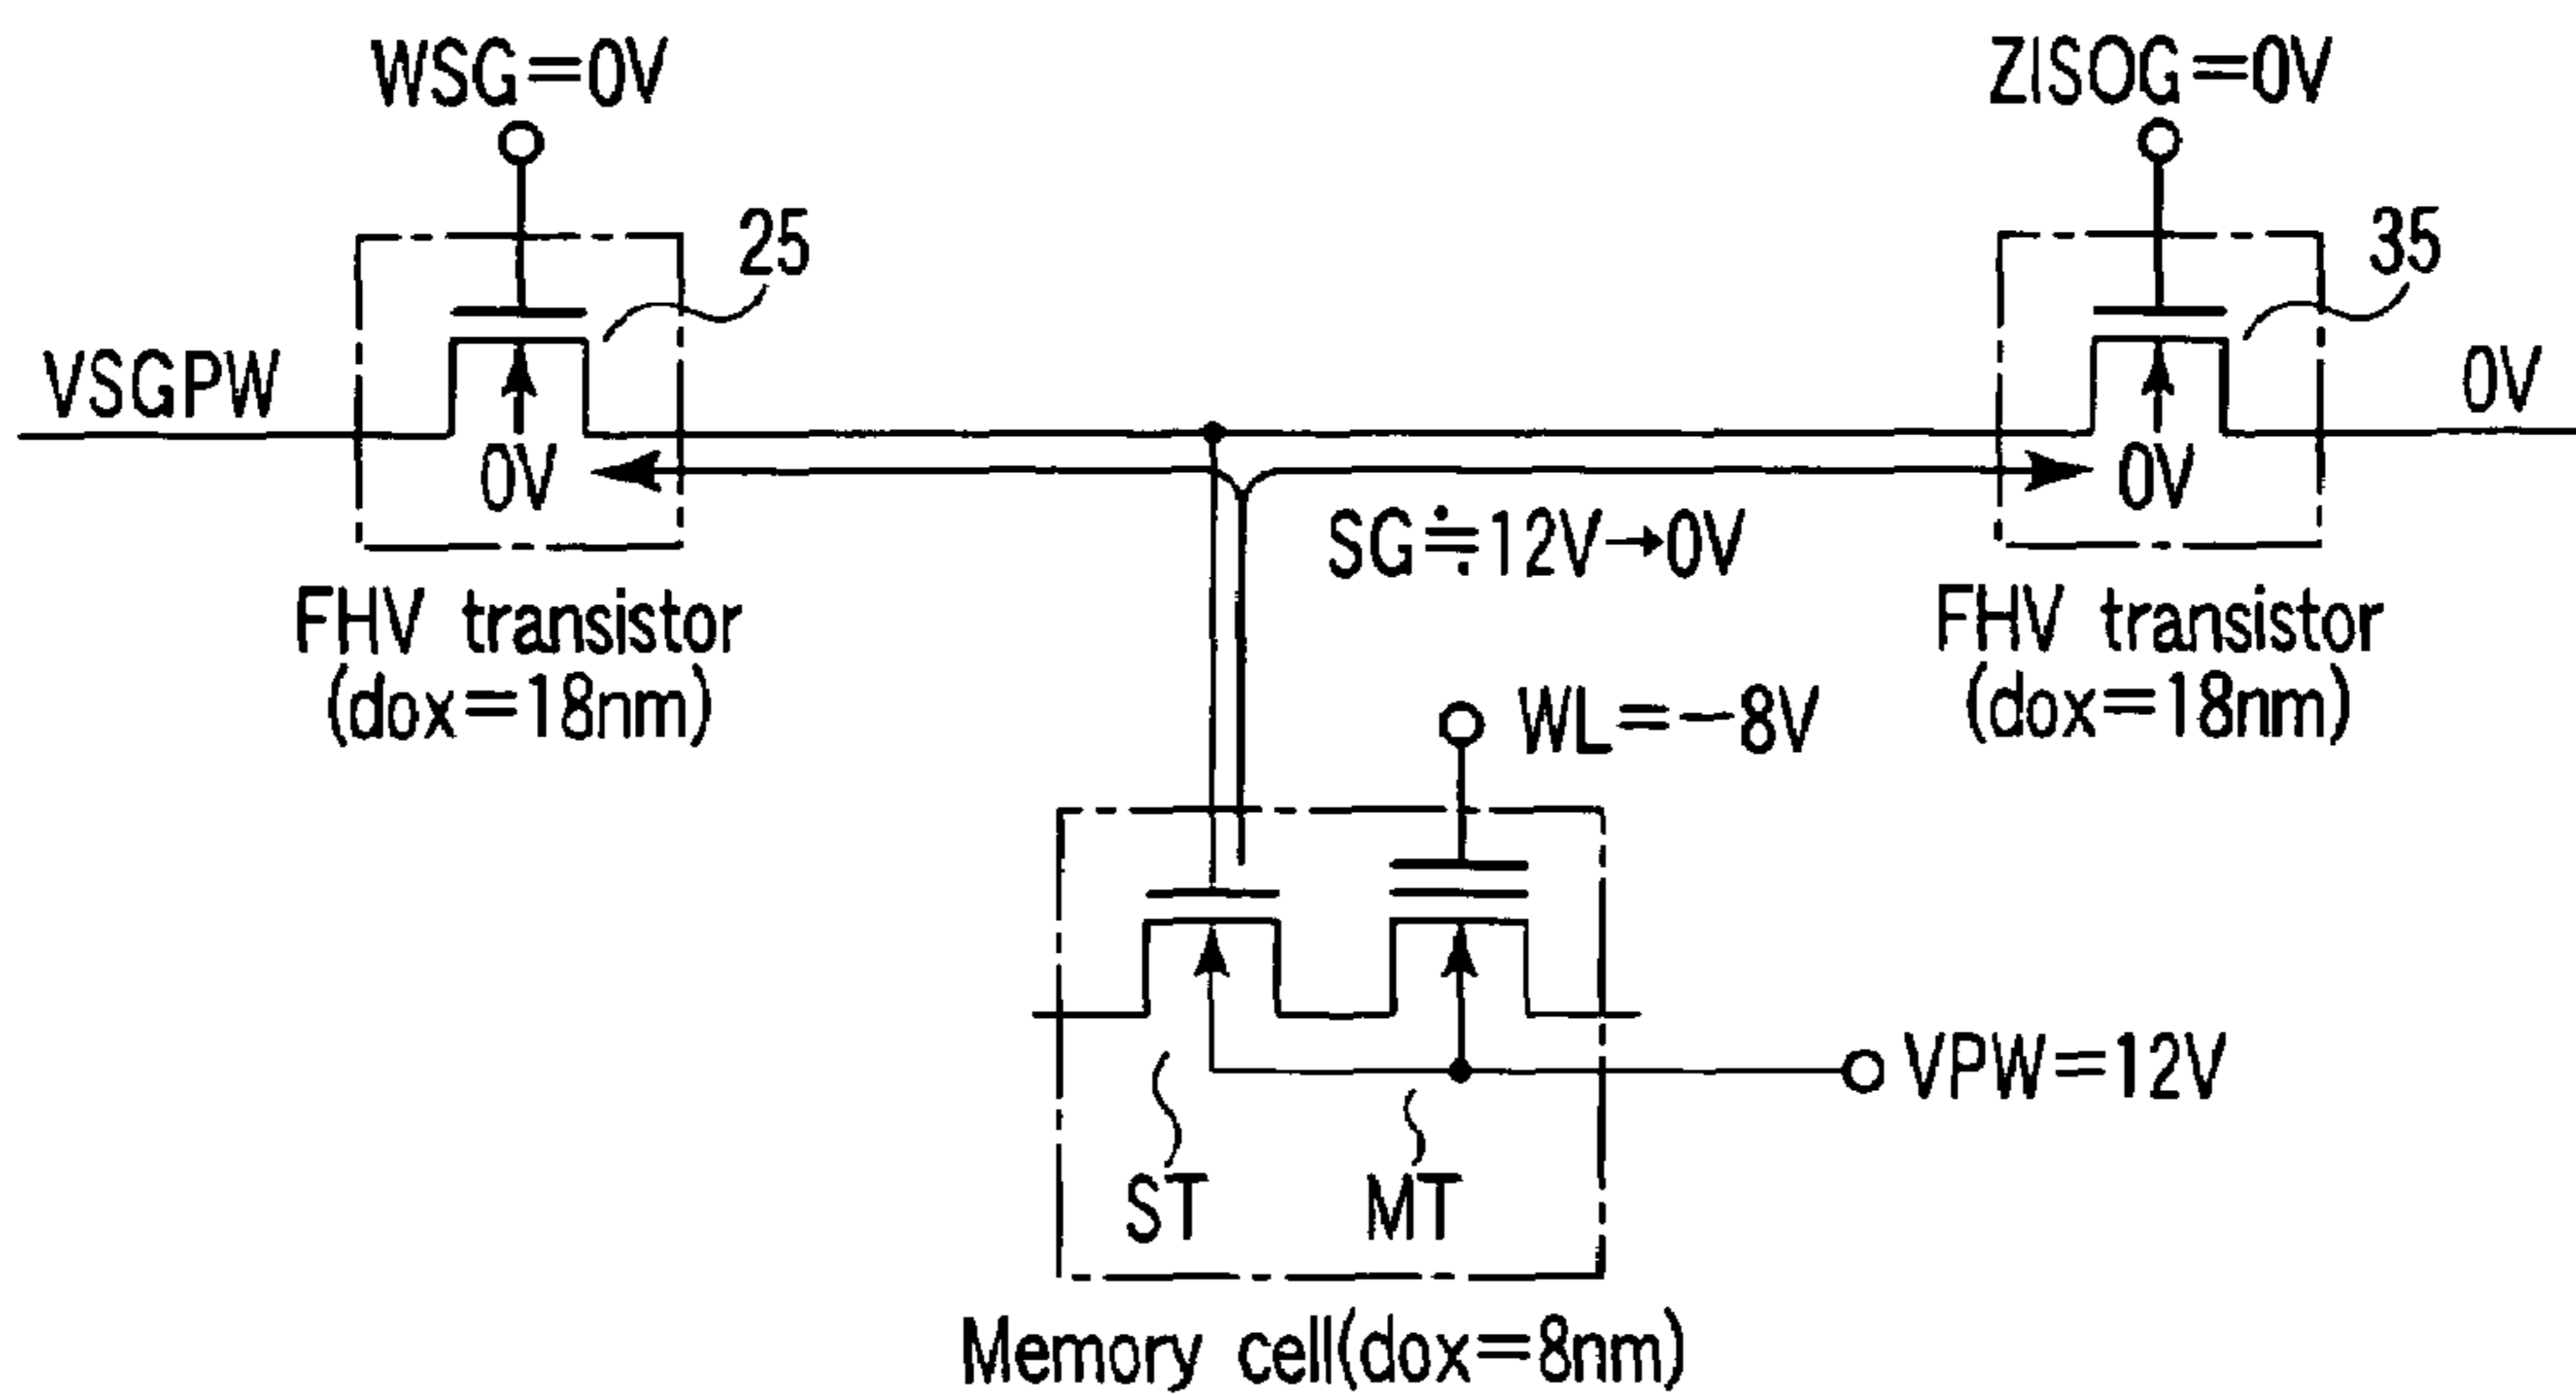 WSG=0V
ZISOG=0V
25
35
VSGPW
0V
0V
0V
SG≒12V→0V
FHV transistor
(dox=18nm)
FHV transistor
(dox=18nm)
WL=-8V
VPW=12V
ST
MT
Memory cell(dox=8nm)